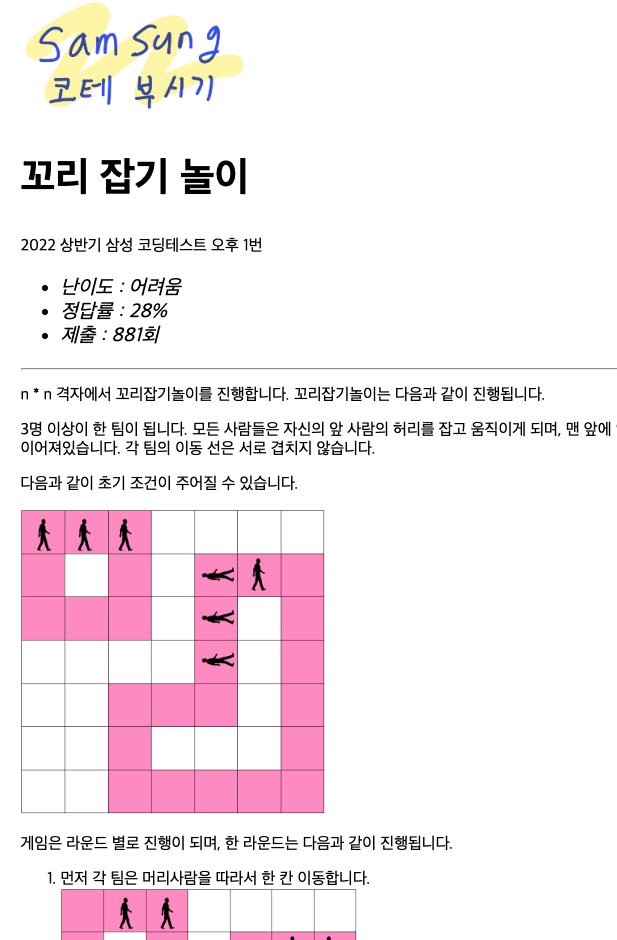 Samsung
코테 부시기
꼬리 잡기 놀이
2022 상반기 삼성 코딩테스트 오후 1번
• 난이도 : 어려움
• 정답률 : 28%
• 제출 : 881회
n * n 격자에서 꼬리잡기놀이를 진행합니다. 꼬리잡기놀이는 다음과 같이 진행됩니다.
3명 이상이 한 팀이 됩니다. 모든 사람들은 자신의 앞 사람의 허리를 잡고 움직이게 되며, 맨 앞에
이어져있습니다. 각 팀의 이동 선은 서로 겹치지 않습니다.
다음과 같이 초기 조건이 주어질 수 있습니다.
게임은 라운드 별로 진행이 되며, 한 라운드는 다음과 같이 진행됩니다.
1. 먼저 각 팀은 머리사람을 따라서 한 칸 이동합니다.